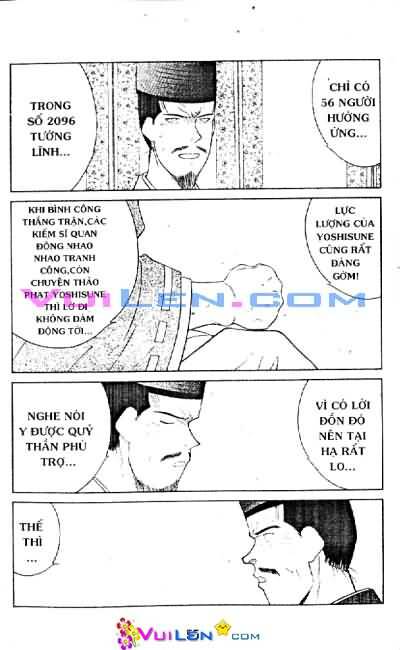 CHỈ CÓ
56 NGƯỜI
HƯỞNG
ỨNG...
TRONG
SỐ 2096
TƯỚNG
LĨNH...
LỰC
LƯỢNG CỦA
YOSHISUNE
CŨNG RẤT
ĐÁNG
GỜM!
KHI BÌNH CÔNG
THẮNG TRẬN,CÁC
KIẾM SĨ QUAN
ĐÔNG NHAO
NHAO TRANH
CÔNG,CÒN
CHUYỆN THẢO
PHẠT YOSHISUNE
THÌ LỜ ĐI
KHÔNG DÁM
ĐỘNG TỚI...
VUILEN.COM
VÌ CÓ LỜI
ĐỒN ĐÓ
NÊN TẠI
HẠ RẤT
LO...
NGHE NÓI
Y ĐƯỢC QUỶ
THẦN PHÙ
TRỢ...
THẾ
THÌ
...
VUILEN.COM